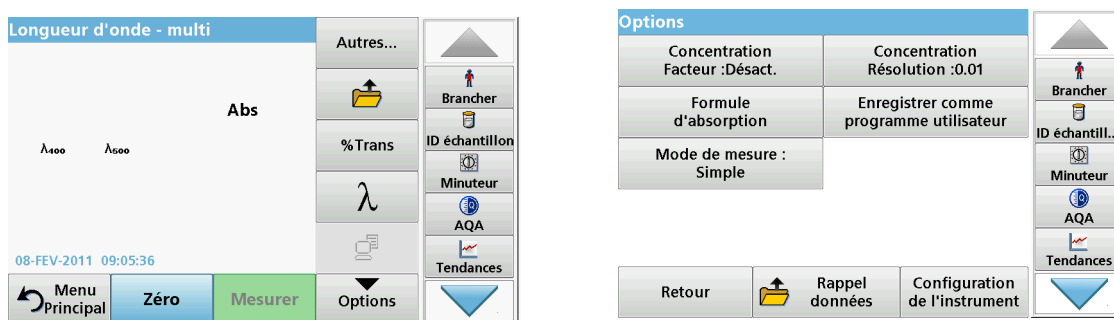 Longueur d'onde - multi
Autres...
Abs
%Trans
λ₄₀₀ λ₅₀₀
λ
08-FEV-2011 09:05:36
Menu
Principal
Zéro
Mesurer
Options
Brancher
ID échantillon
Minuteur
AQA
Tendances
Options
Concentration
Facteur :Désact.
Concentration
Résolution :0.01
Formule
d'absorption
Enregistrer comme
programme utilisateur
Mode de mesure :
Simple
Retour
Rappel
données
Configuration
de l'instrument
Brancher
ID échantill..
Minuteur
AQA
Tendances